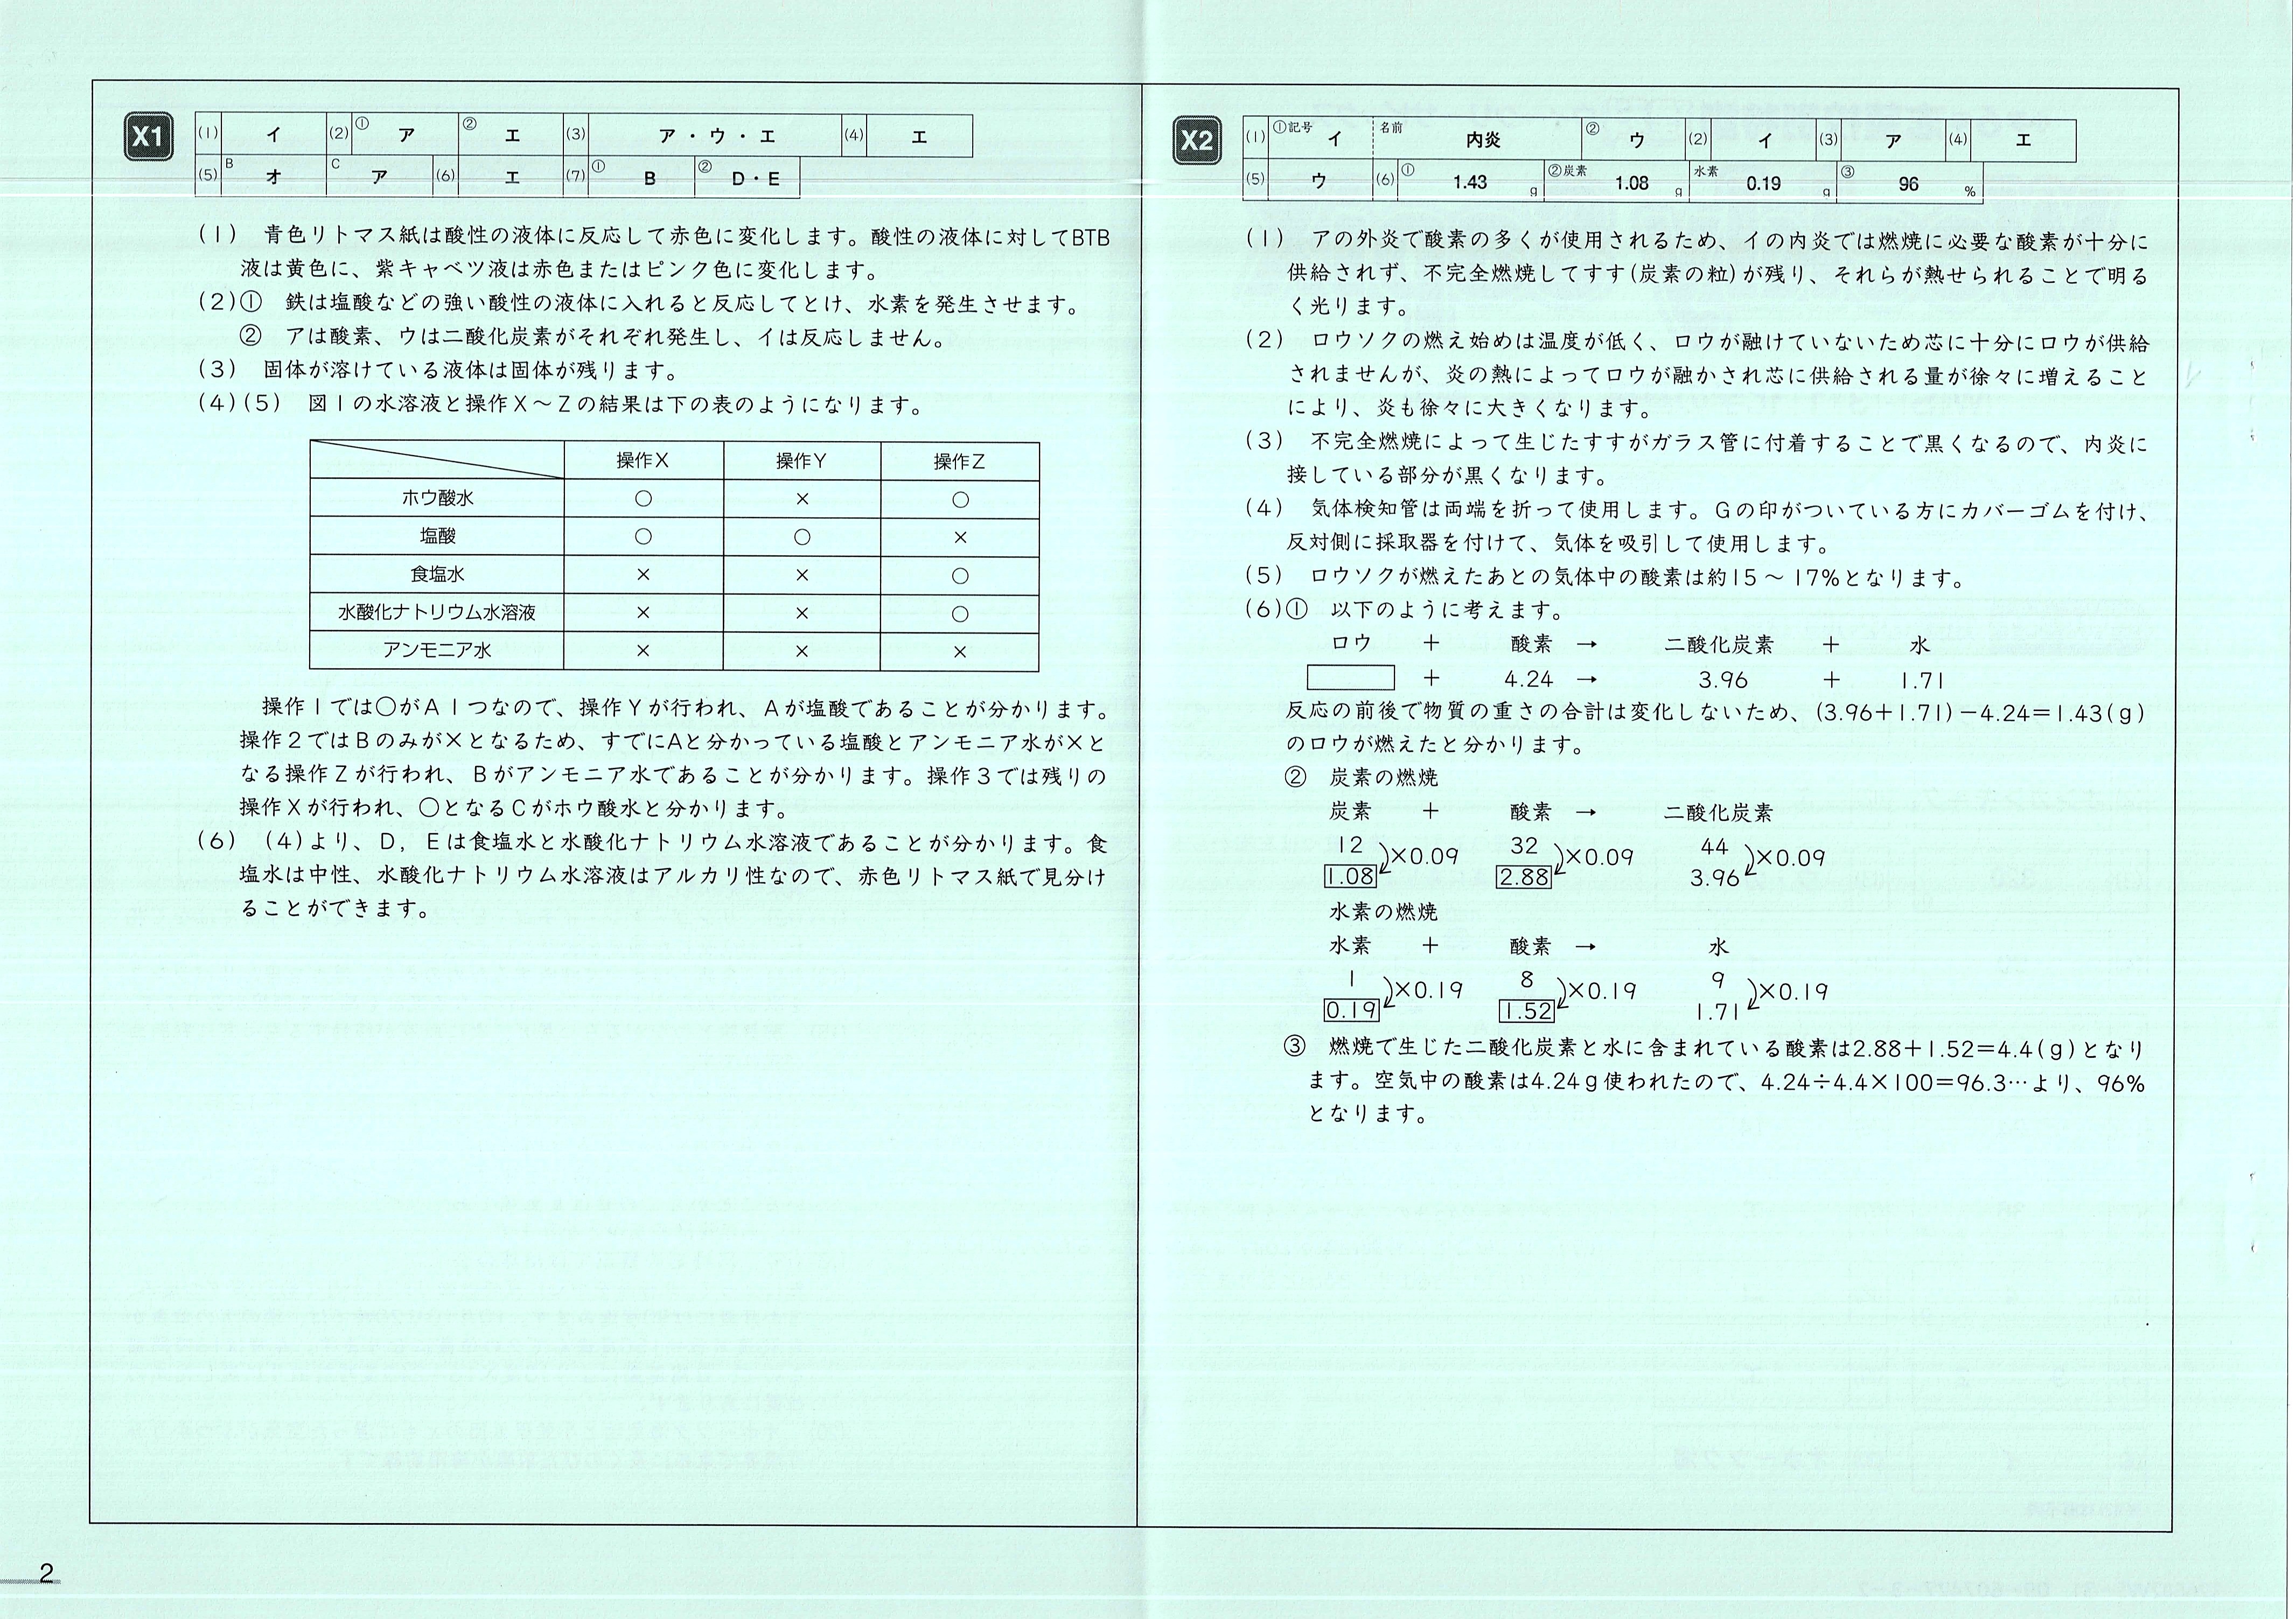 X1
(1) イ (2) ① ア ② エ (3) ア・ウ・エ (4) エ
(5) B オ C ア (6) エ (7) ① B ② D・E
(1) 青色リトマス紙は酸性の液体に反応して赤色に変化します。酸性の液体に対してBTB
液は黄色に、紫キャベツ液は赤色またはピンク色に変化します。
(2)① 鉄は塩酸などの強い酸性の液体に入れると反応してとけ、水素を発生させます。
② アは酸素、ウは二酸化炭素がそれぞれ発生し、イは反応しません。
(3) 固体が溶けている液体は固体が残ります。
(4)(5) 図1の水溶液と操作X～Zの結果は下の表のようになります。
操作X 操作Y 操作Z
ホウ酸水 ○ × ○
塩酸 ○ ○ ×
食塩水 × × ○
水酸化ナトリウム水溶液 × × ○
アンモニア水 × × ×
操作1では○がA1つなので、操作Yが行われ、Aが塩酸であることが分かります。
操作2ではBのみが×となるため、すでにAと分かっている塩酸とアンモニア水が×と
なる操作Zが行われ、Bがアンモニア水であることが分かります。操作3では残りの
操作Xが行われ、○となるCがホウ酸水と分かります。
(6) (4)より、D，Eは食塩水と水酸化ナトリウム水溶液であることが分かります。食
塩水は中性、水酸化ナトリウム水溶液はアルカリ性なので、赤色リトマス紙で見分け
ることができます。
2
X2
(1) ①記号 イ 名前 内炎 ② ウ (2) イ (3) ア (4) エ
(5) ウ (6) ① 1.43 g ②炭素 1.08 g 水素 0.19 g ③ 96 %
(1) アの外炎で酸素の多くが使用されるため、イの内炎では燃焼に必要な酸素が十分に
供給されず、不完全燃焼してすす(炭素の粒)が残り、それらが熱せられることで明る
く光ります。
(2) ロウソクの燃え始めは温度が低く、ロウが融けていないため芯に十分にロウが供給
されませんが、炎の熱によってロウが融かされ芯に供給される量が徐々に増えること
により、炎も徐々に大きくなります。
(3) 不完全燃焼によって生じたすすがガラス管に付着することで黒くなるので、内炎に
接している部分が黒くなります。
(4) 気体検知管は両端を折って使用します。Gの印がついている方にカバーゴムを付け、
反対側に採取器を付けて、気体を吸引して使用します。
(5) ロウソクが燃えたあとの気体中の酸素は約15～17%となります。
(6)① 以下のように考えます。
ロウ ＋ 酸素 → 二酸化炭素 ＋ 水
＋ 4.24 → 3.96 ＋ 1.71
反応の前後で物質の重さの合計は変化しないため、(3.96＋1.71)－4.24＝1.43(g)
のロウが燃えたと分かります。
② 炭素の燃焼
炭素 ＋ 酸素 → 二酸化炭素
12 ×0.09 32 ×0.09 44 ×0.09
1.08 2.88 3.96
水素の燃焼
水素 ＋ 酸素 → 水
1 ×0.19 8 ×0.19 9 ×0.19
0.19 1.52 1.71
③ 燃焼で生じた二酸化炭素と水に含まれている酸素は2.88＋1.52＝4.4(g)となり
ます。空気中の酸素は4.24g使われたので、4.24÷4.4×100＝96.3…より、96%
となります。